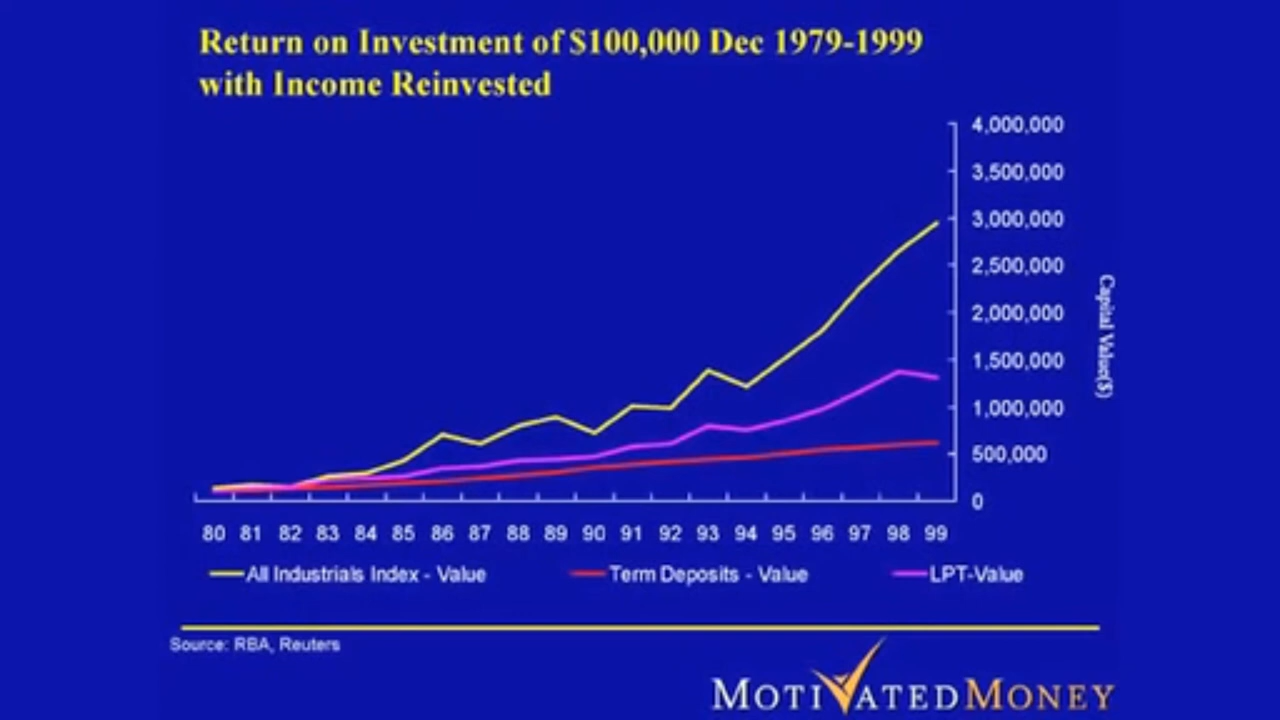 Return on Investment of $100,000 Dec 1979-1999
with Income Reinvested
4,000,000
3,500,000
3,000,000
2,500,000
2,000,000
1,500,000
1,000,000
500,000
0
Capital Value($)
80 81 82 83 84 85 86 87 88 89 90 91 92 93 94 95 96 97 98 99
All Industrials Index - Value Term Deposits - Value LPT-Value
Source: RBA, Reuters
MOTIVATEDMONEY